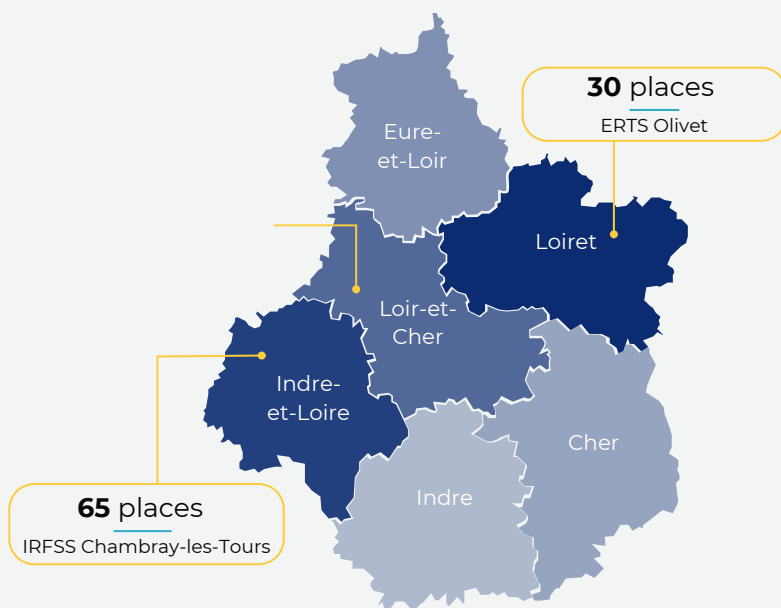 30 places
ERTS Olivet
Eure-
et-Loir
Loiret
Loir-et-
Cher
Indre-
et-Loire
Cher
Indre
65 places
IRFSS Chambray-les-Tours